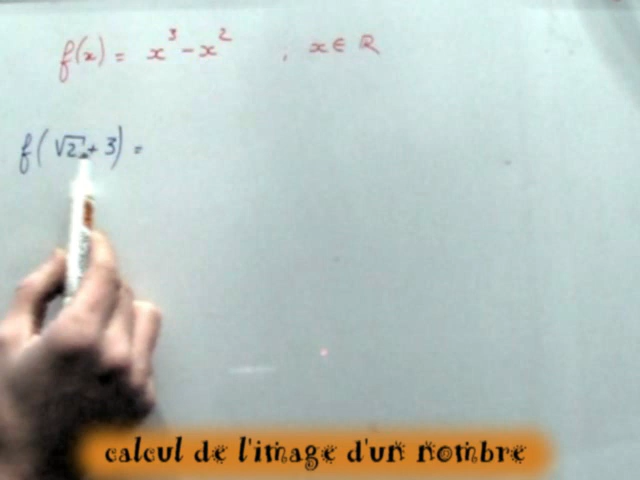 f(x) = x³ - x² , x ∈ ℝ
f(√2 + 3) =
calcul de l'image d'un nombre